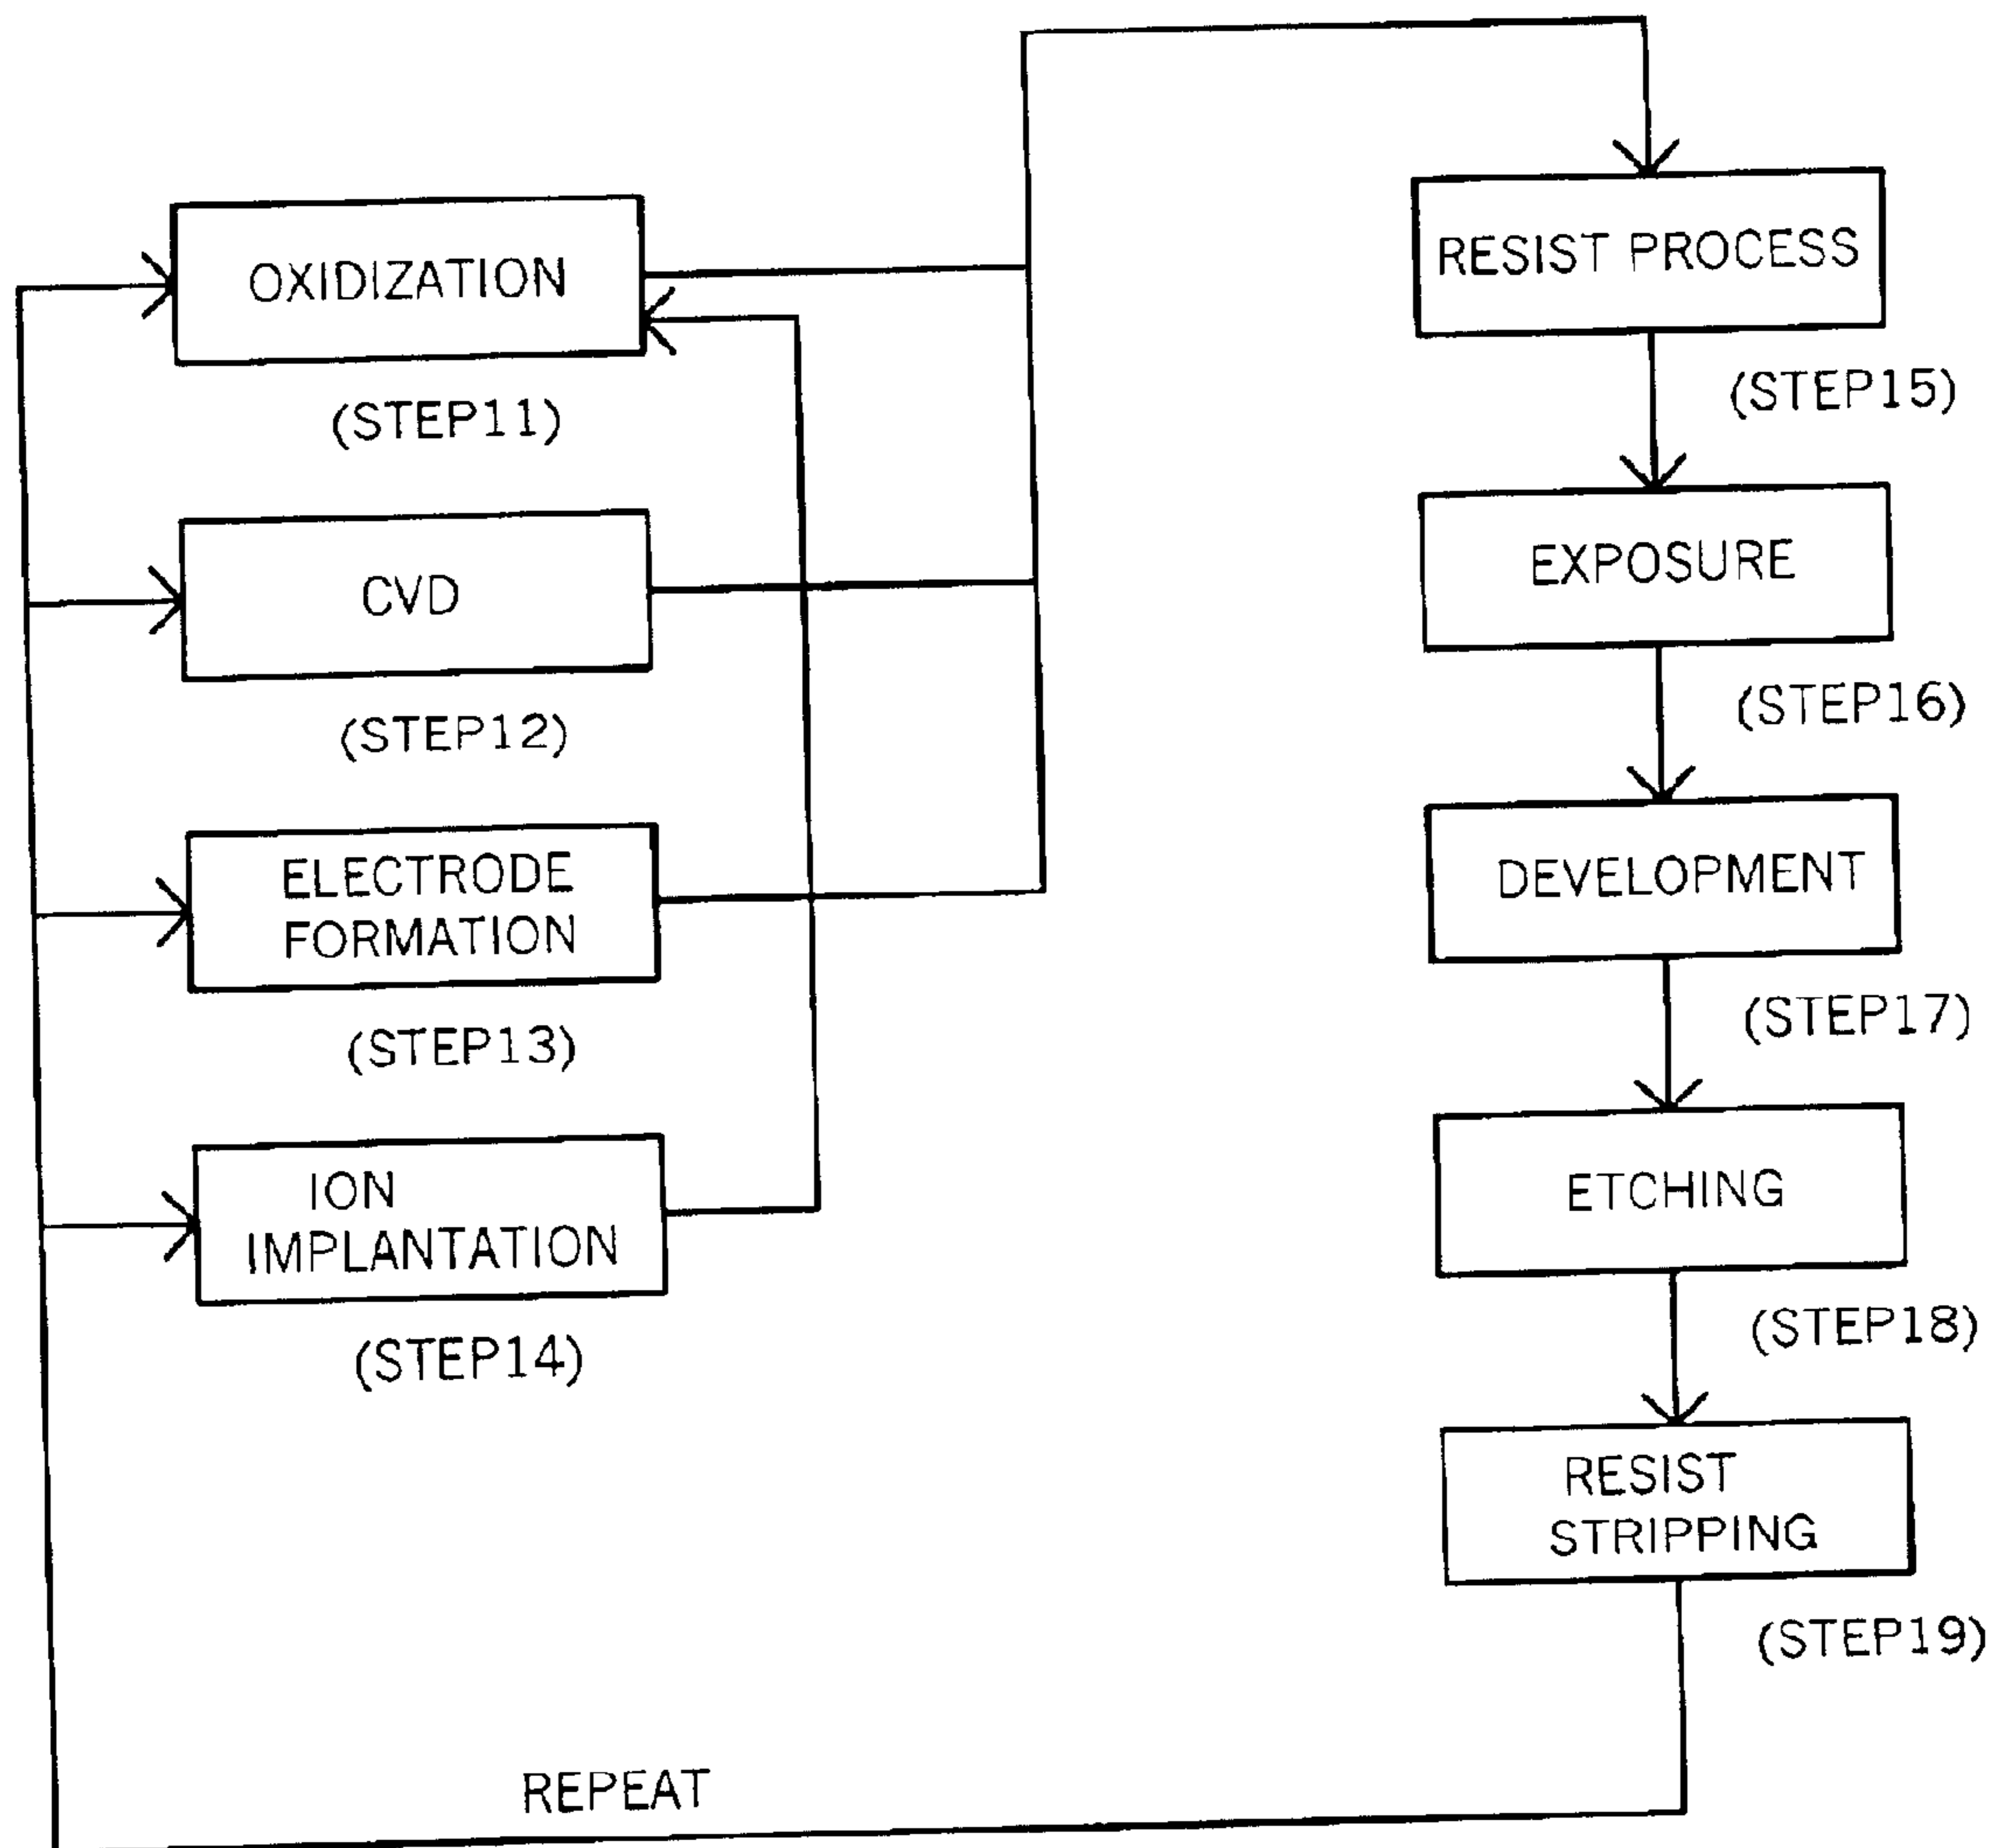 OXIDIZATION
(STEP11)
CVD
(STEP12)
ELECTRODE
FORMATION
(STEP13)
ION
IMPLANTATION
(STEP14)
RESIST PROCESS
(STEP15)
EXPOSURE
(STEP16)
DEVELOPMENT
(STEP17)
ETCHING
(STEP18)
RESIST
STRIPPING
(STEP19)
REPEAT